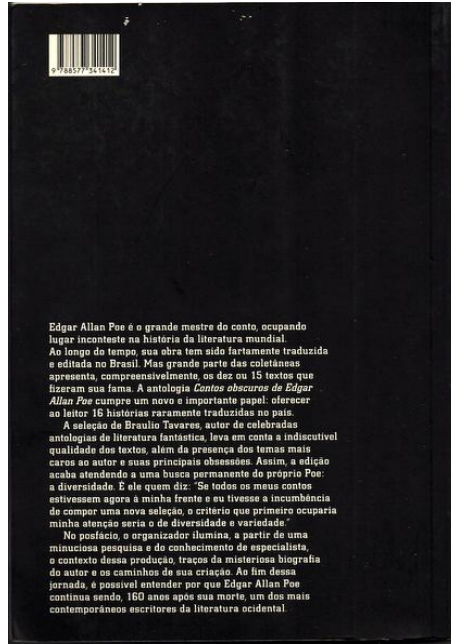 9 788577 341412
Edgar Allan Poe é o grande mestre do conto, ocupando
lugar inconteste na história da literatura mundial.
Ao longo do tempo, sua obra tem sido fartamente traduzida
e editada no Brasil. Mas grande parte das coletâneas
apresenta, compreensivelmente, os dez ou 15 textos que
fizeram sua fama. A antologia Contos obscuros de Edgar
Allan Poe cumpre um novo e importante papel: oferecer
ao leitor 16 histórias raramente traduzidas no país.
A seleção de Braulio Tavares, autor de celebradas
antologias de literatura fantástica, leva em conta a indiscutível
qualidade dos textos, além da presença dos temas mais
caros ao autor e suas principais obsessões. Assim, a edição
acaba atendendo a uma busca permanente do próprio Poe:
a diversidade. É ele quem diz: “Se todos os meus contos
estivessem agora à minha frente e eu tivesse a incumbência
de compor uma nova seleção, o critério que primeiro ocuparia
minha atenção seria o de diversidade e variedade.”
No posfácio, o organizador ilumina, a partir de uma
minuciosa pesquisa e do conhecimento de especialista,
o contexto dessa produção, traços da misteriosa biografia
do autor e os caminhos de sua criação. Ao fim dessa
jornada, é possível entender por que Edgar Allan Poe
continua sendo, 160 anos após sua morte, um dos mais
contemporâneos escritores da literatura ocidental.